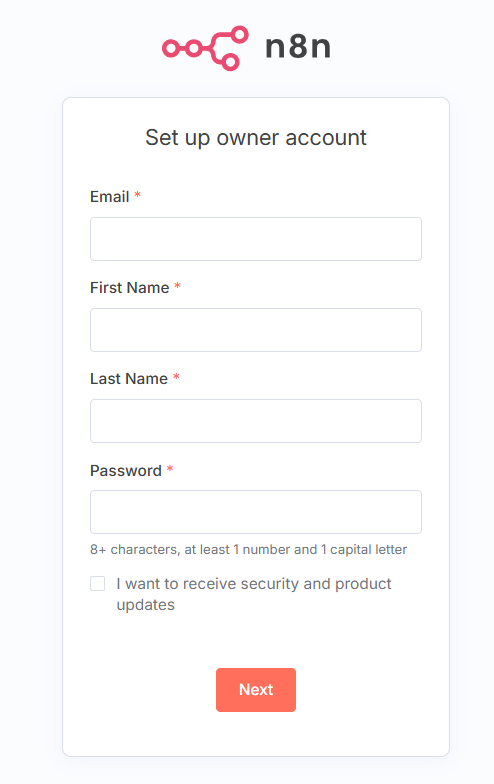 n8n
Set up owner account
Email *
First Name *
Last Name *
Password *
8+ characters, at least 1 number and 1 capital letter
I want to receive security and product
updates
Next